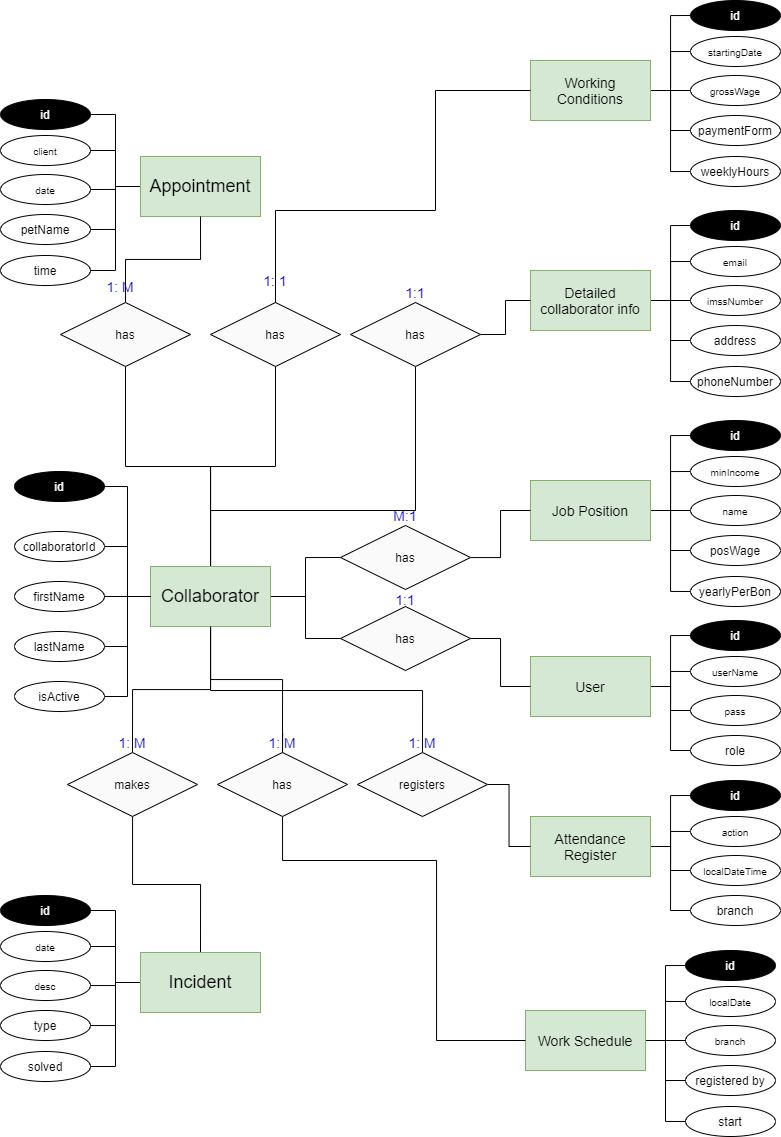 id
startingDate
grossWage
paymentForm
weeklyHours
Working
Conditions
id
client
date
petName
time
Appointment
id
email
imssNumber
address
phoneNumber
Detailed
collaborator info
1: M
1: 1
1:1
has
has
has
id
minIncome
name
posWage
yearlyPerBon
Job Position
id
collaboratorId
firstName
lastName
isActive
Collaborator
M:1
has
1:1
has
id
userName
pass
role
User
1: M
1: M
1: M
makes
has
registers
id
action
localDateTime
branch
Attendance
Register
id
date
desc
type
solved
Incident
id
localDate
branch
registered by
start
Work Schedule